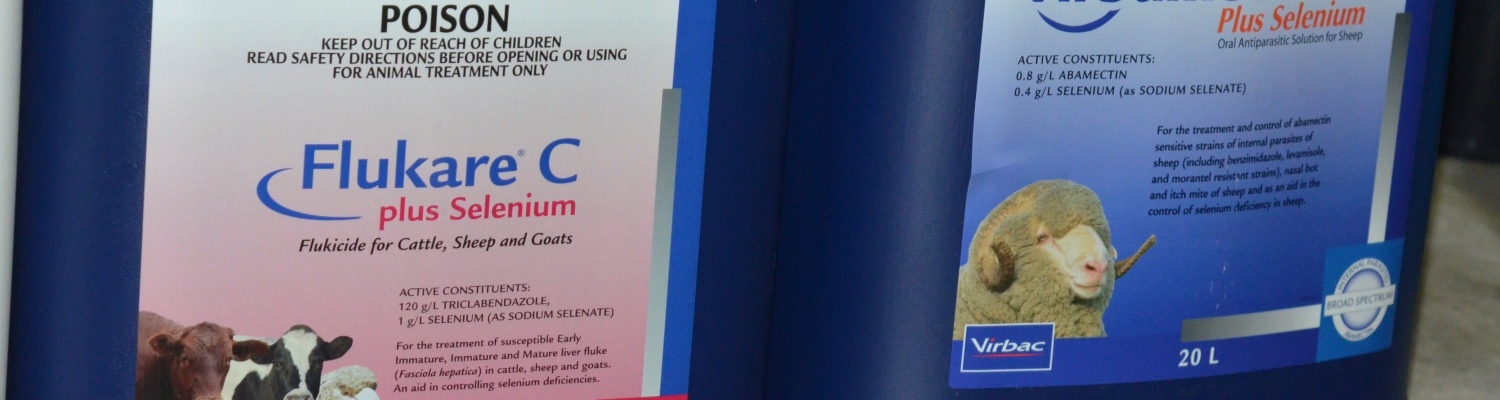 POISON
KEEP OUT OF REACH OF CHILDREN
READ SAFETY DIRECTIONS BEFORE OPENING OR USING
FOR ANIMAL TREATMENT ONLY
Flukare® C
plus Selenium
Flukicide for Cattle, Sheep and Goats
ACTIVE CONSTITUENTS:
120 g/L TRICLABENDAZOLE,
1 g/L SELENIUM (AS SODIUM SELENATE)
For the treatment of susceptible Early
Immature, Immature and Mature liver fluke
(Fasciola hepatica) in cattle, sheep and goats.
An aid in controlling selenium deficiencies.
Plus Selenium
Oral Antiparasitic Solution for Sheep
ACTIVE CONSTITUENTS:
0.8 g/L ABAMECTIN
0.4 g/L SELENIUM (as SODIUM SELENATE)
For the treatment and control of abamectin
sensitive strains of internal parasites of
sheep (including benzimidazole, levamisole,
and morantel resistant strains), nasal bot
and itch mite of sheep and as an aid in the
control of selenium deficiency in sheep.
Virbac
20 L
BROAD SPECTRUM